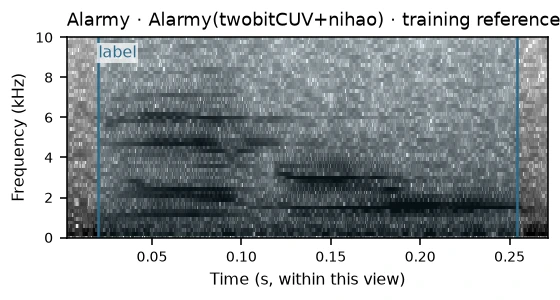 Alarmy · Alarmy(twobitCUV+nihao) · training reference
label
Frequency (kHz)
10
8
6
4
2
0
0.05 0.10 0.15 0.20 0.25
Time (s, within this view)